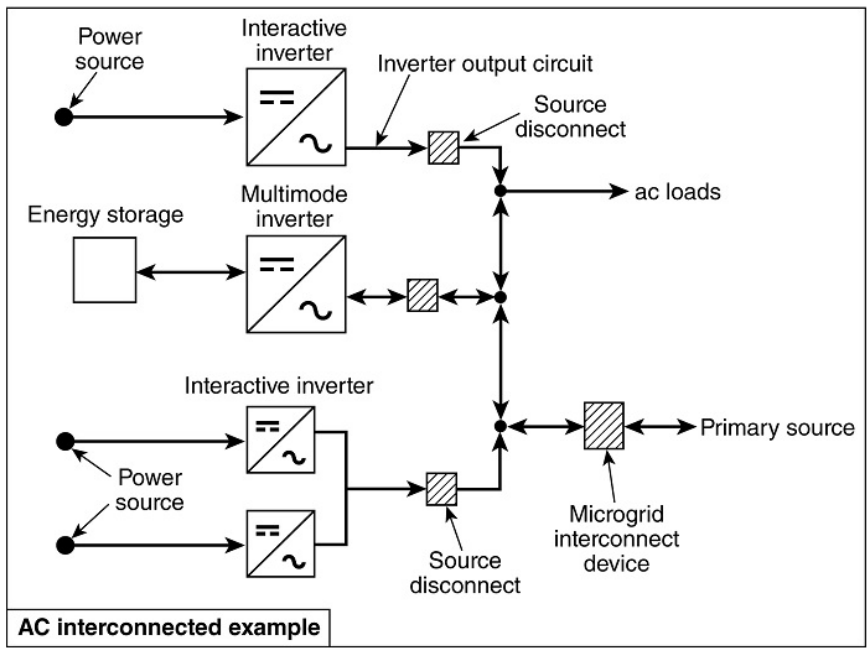 Power
source
Interactive
inverter
Inverter output circuit
Source
disconnect
ac loads
Energy storage
Multimode
inverter
Interactive inverter
Primary source
Power
source
Source
disconnect
Microgrid
interconnect
device
AC interconnected example